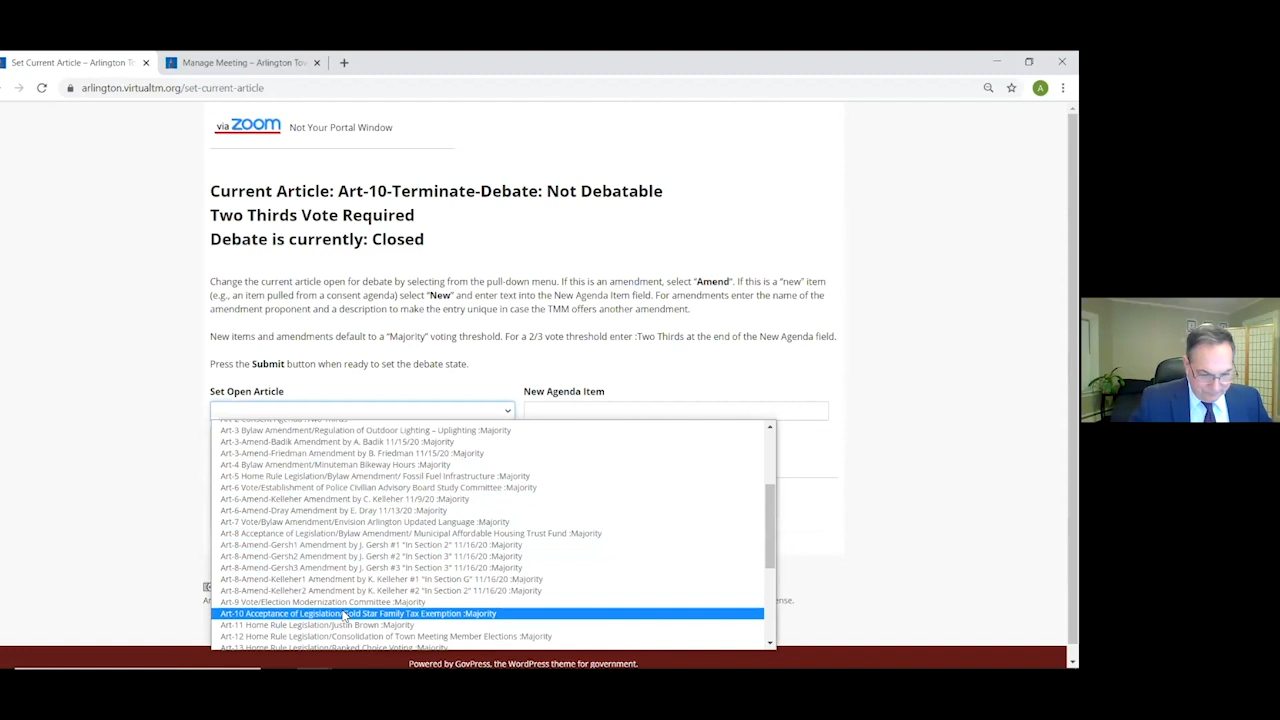 Set Current Article – Arlington To
Manage Meeting – Arlington Tow
arlington.virtualtm.org/set-current-article
A
via zoom Not Your Portal Window
Current Article: Art-10-Terminate-Debate: Not Debatable
Two Thirds Vote Required
Debate is currently: Closed
Change the current article open for debate by selecting from the pull-down menu. If this is an amendment, select "Amend". If this is a "new" item
(e.g., an item pulled from a consent agenda) select "New" and enter text into the New Agenda Item field. For amendments enter the name of the
amendment proponent and a description to make the entry unique in case the TMM offers another amendment.
New items and amendments default to a "Majority" voting threshold. For a 2/3 vote threshold enter :Two Thirds at the end of the New Agenda field.
Press the Submit button when ready to set the debate state.
Set Open Article New Agenda Item
Art-2 Consent Agenda :Two Thirds
Art-3 Bylaw Amendment/Regulation of Outdoor Lighting – Uplighting :Majority
Art-3-Amend-Badik Amendment by A. Badik 11/15/20 :Majority
Art-3-Amend-Friedman Amendment by B. Friedman 11/15/20 :Majority
Art-4 Bylaw Amendment/Minuteman Bikeway Hours :Majority
Art-5 Home Rule Legislation/Bylaw Amendment/ Fossil Fuel Infrastructure :Majority
Art-6 Vote/Establishment of Police Civilian Advisory Board Study Committee :Majority
Art-6-Amend-Kelleher Amendment by C. Kelleher 11/9/20 :Majority
Art-6-Amend-Dray Amendment by E. Dray 11/13/20 :Majority
Art-7 Vote/Bylaw Amendment/Envision Arlington Updated Language :Majority
Art-8 Acceptance of Legislation/Bylaw Amendment/ Municipal Affordable Housing Trust Fund :Majority
Art-8-Amend-Gersh1 Amendment by J. Gersh #1 "In Section 2" 11/16/20 :Majority
Art-8-Amend-Gersh2 Amendment by J. Gersh #2 "In Section 3" 11/16/20 :Majority
Art-8-Amend-Gersh3 Amendment by J. Gersh #3 "In Section 3" 11/16/20 :Majority
Art-8-Amend-Kelleher1 Amendment by K. Kelleher #1 "In Section G" 11/16/20 :Majority
Art-8-Amend-Kelleher2 Amendment by K. Kelleher #2 "In Section 2" 11/16/20 :Majority
Art-9 Vote/Election Modernization Committee :Majority
Art-10 Acceptance of Legislation/Gold Star Family Tax Exemption :Majority
Art-11 Home Rule Legislation/Justin Brown :Majority
Art-12 Home Rule Legislation/Consolidation of Town Meeting Member Elections :Majority
Art-13 Home Rule Legislation/Ranked Choice Voting :Majority
ense.
Powered by GovPress, the WordPress theme for government.